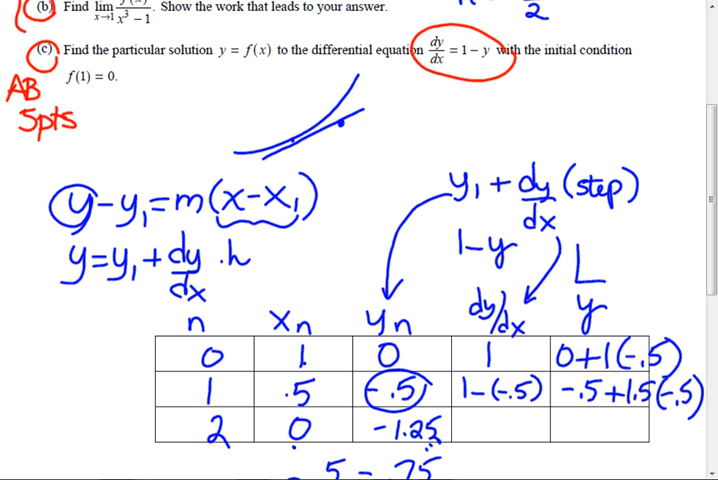 (b) Find lim x→1 x³ − 1 . Show the work that leads to your answer.
2
(c) Find the particular solution y = f(x) to the differential equation dy/dx = 1 − y with the initial condition
f(1) = 0.
AB
5pts
y-y₁=m(x-x₁)
y=y₁+dy/dx·h
y₁+dy/dx(step)
1-y
L
n xn yn dy/dx y
0 1 0 1 0+1(-.5)
1 .5 -.5 1-(-.5) -.5+1.5(-.5)
2 0 -1.25
-.5-.75